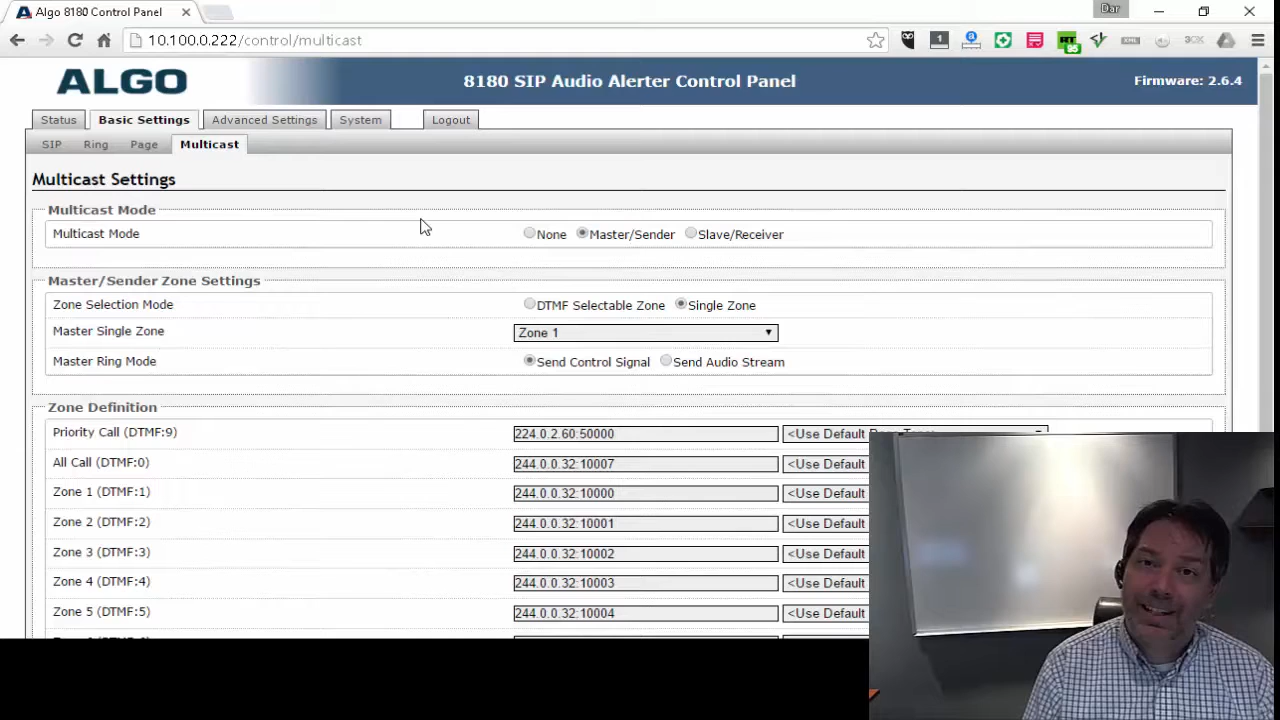 Algo 8180 Control Panel
Dar
10.100.0.222/control/multicast
ALGO
8180 SIP Audio Alerter Control Panel
Firmware: 2.6.4
Status
Basic Settings
Advanced Settings
System
Logout
SIP
Ring
Page
Multicast
Multicast Settings
Multicast Mode
Multicast Mode
None
Master/Sender
Slave/Receiver
Master/Sender Zone Settings
Zone Selection Mode
DTMF Selectable Zone
Single Zone
Master Single Zone
Zone 1
Master Ring Mode
Send Control Signal
Send Audio Stream
Zone Definition
Priority Call (DTMF:9)
224.0.2.60:50000
<Use Default
All Call (DTMF:0)
244.0.0.32:10007
<Use Default
Zone 1 (DTMF:1)
244.0.0.32:10000
<Use Default
Zone 2 (DTMF:2)
244.0.0.32:10001
<Use Default
Zone 3 (DTMF:3)
244.0.0.32:10002
<Use Default
Zone 4 (DTMF:4)
244.0.0.32:10003
<Use Default
Zone 5 (DTMF:5)
244.0.0.32:10004
<Use Default